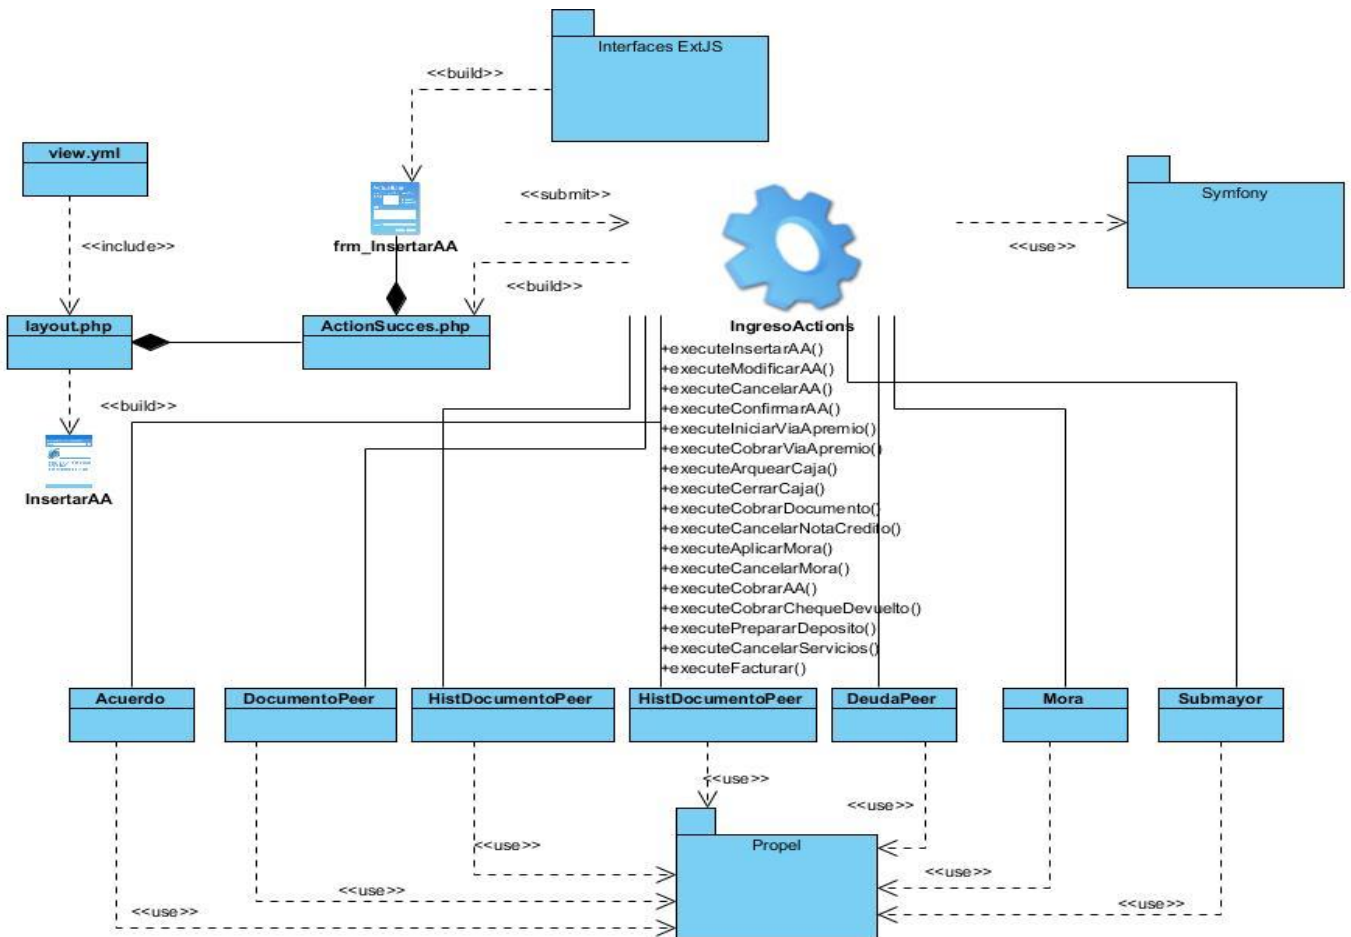 Interfaces ExtJS
<<build>>
view.yml
Symfony
<<submit>>
<<include>>
frm_InsertarAA
<<use>>
<<build>>
layout.php
ActionSucces.php
IngresoActions
+executeInsertarAA()
+executeModificarAA()
+executeCancelarAA()
<<build>>
+executeConfirmarAA()
+executeIniciarViaApremio()
+executeCobrarViaApremio()
+executeArquearCaja()
+executeCerrarCaja()
InsertarAA
+executeCobrarDocumento()
+executeCancelarNotaCredito()
+executeAplicarMora()
+executeCancelarMora()
+executeCobrarAA()
+executeCobrarChequeDevuelto()
+executePrepararDeposito()
+executeCancelarServicios()
+executeFacturar()
Acuerdo
DocumentoPeer
HistDocumentoPeer
HistDocumentoPeer
DeudaPeer
Mora
Submayor
<<use>>
<<use>>
<<use>>
Propel
<<use>>
<<use>>
<<use>>
<<use>>